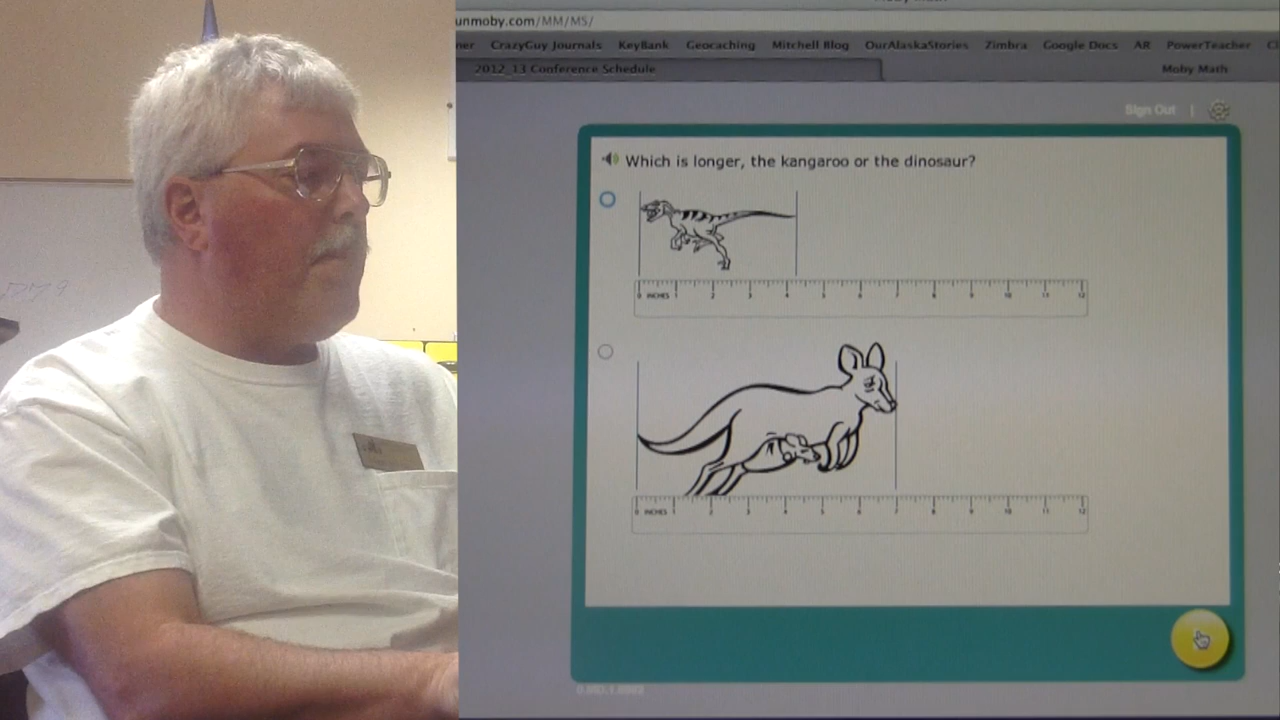 unmoby.com/MM/MS/
ner CrazyGuy Journals KeyBank Geocaching Mitchell Blog OurAlaskaStories Zimbra Google Docs AR PowerTeacher
2012_13 Conference Schedule Moby Math
Sign Out |
Which is longer, the kangaroo or the dinosaur?
0 INCHES 1 2 3 4 5 6 7 8 9 10 11 12
0 INCHES 1 2 3 4 5 6 7 8 9 10 11 12